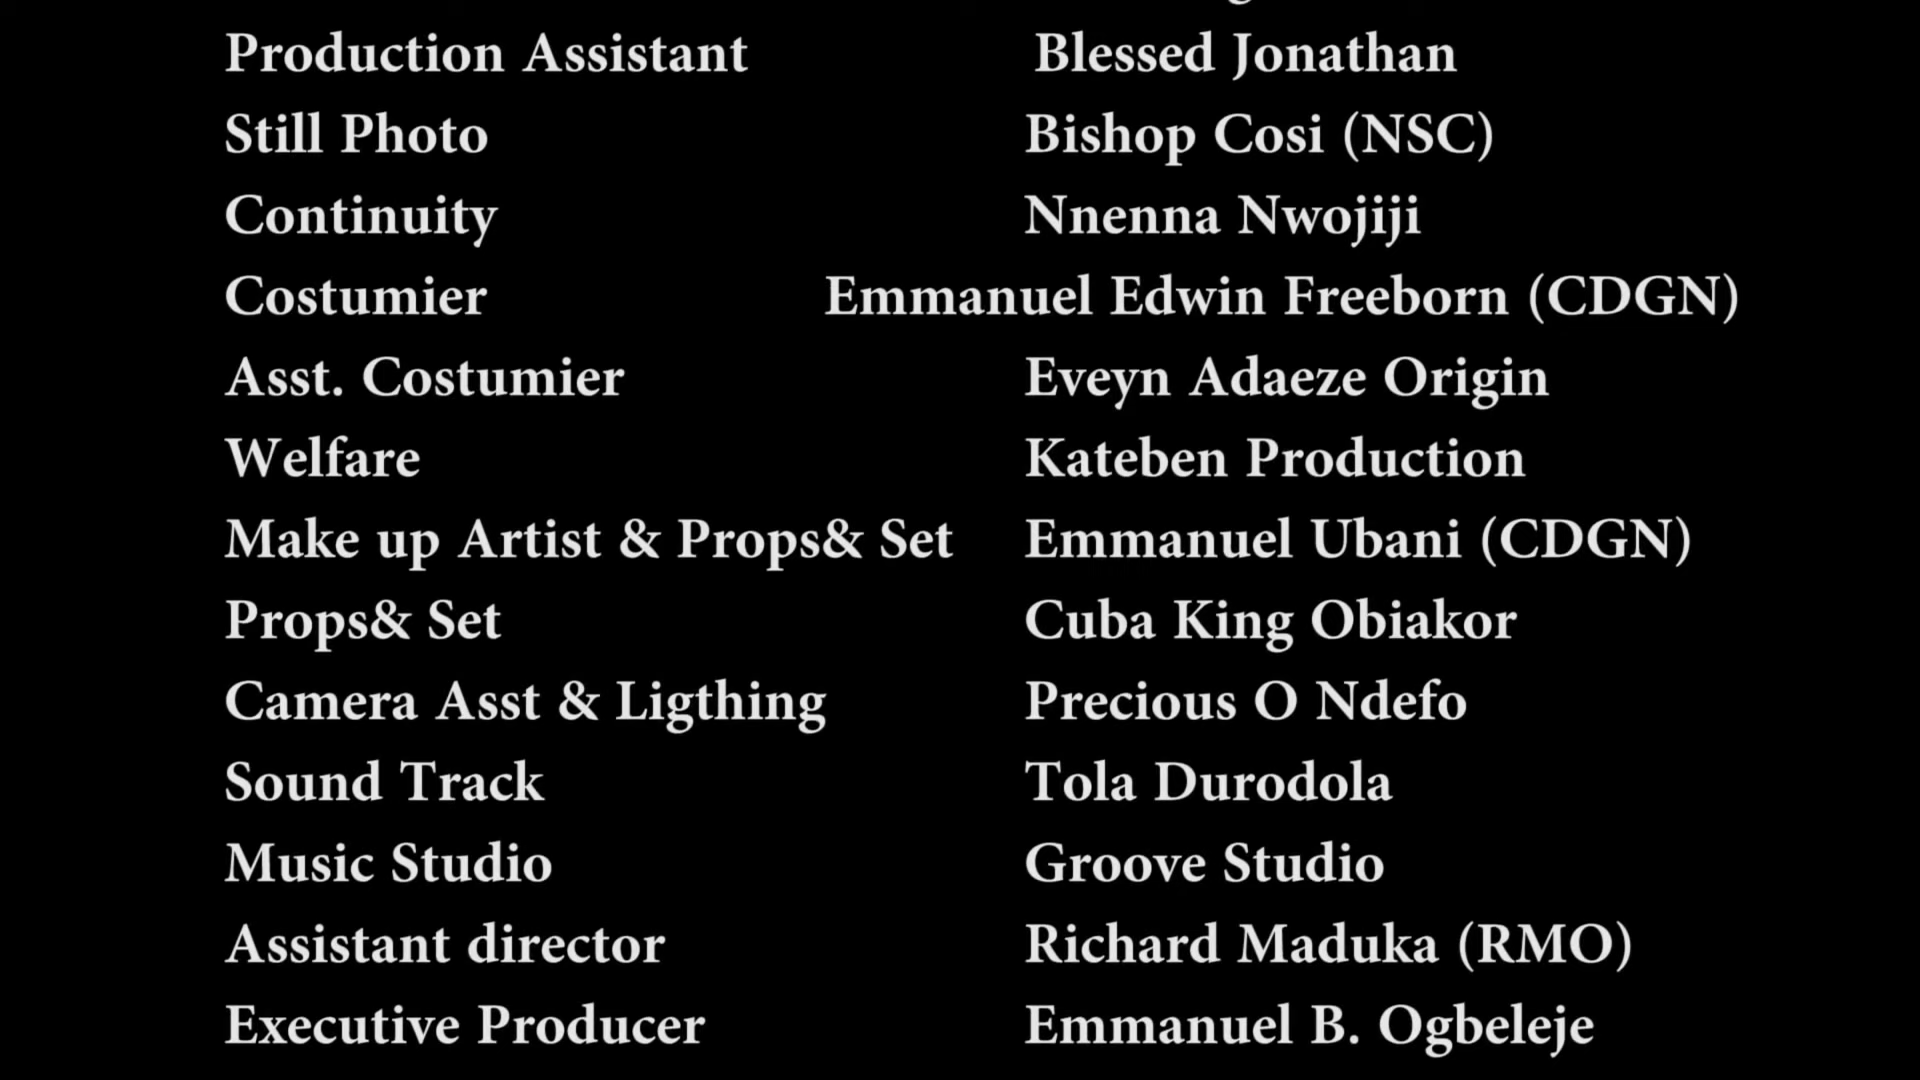 Production Assistant Blessed Jonathan
Still Photo Bishop Cosi (NSC)
Continuity Nnenna Nwojiji
Costumier Emmanuel Edwin Freeborn (CDGN)
Asst. Costumier Eveyn Adaeze Origin
Welfare Kateben Production
Make up Artist & Props& Set Emmanuel Ubani (CDGN)
Props& Set Cuba King Obiakor
Camera Asst & Ligthing Precious O Ndefo
Sound Track Tola Durodola
Music Studio Groove Studio
Assistant director Richard Maduka (RMO)
Executive Producer Emmanuel B. Ogbeleje